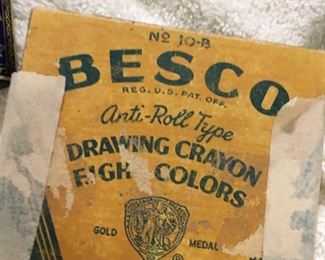 No 10-B
BESCO
REG. U.S. PAT. OFF.
Anti-Roll Type
DRAWING CRAYON
EIGH COLORS
GOLD MEDAL
®